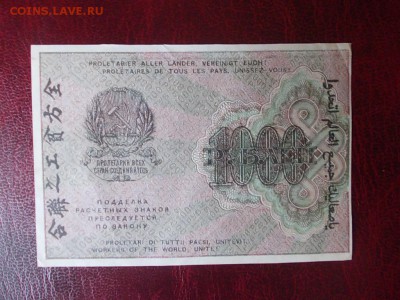 COINS.LAVE.RU
PROLETARIER ALLER LÄNDER, VEREINIGT EUCH!
PROLÉTAIRES DE TOUS LES PAYS, UNISSEZ-VOUS!
ПРОЛЕТАРИИ ВСЕХ
СТРАН, СОЕДИНЯЙТЕСЬ!
1000
РУБЛЕЙ
ПОДДЕЛКА
РАСЧЕТНЫХ ЗНАКОВ
ПРЕСЛЕДУЕТСЯ
ПО ЗАКОНУ
PROLETARI DI TUTTI I PAESI, UNITEVI!
WORKERS OF THE WORLD, UNITE!